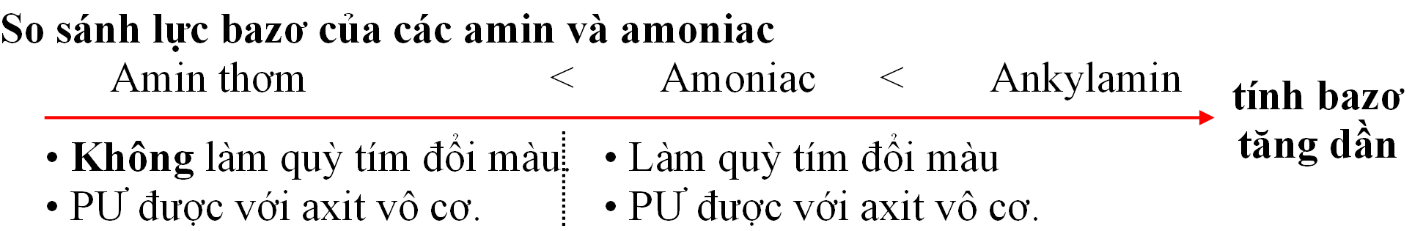 So sánh lực bazơ của các amin và amoniac
Amin thơm < Amoniac < Ankylamin
tính bazơ
tăng dần
• Không làm quỳ tím đổi màu.
• PƯ được với axit vô cơ.
• Làm quỳ tím đổi màu
• PƯ được với axit vô cơ.